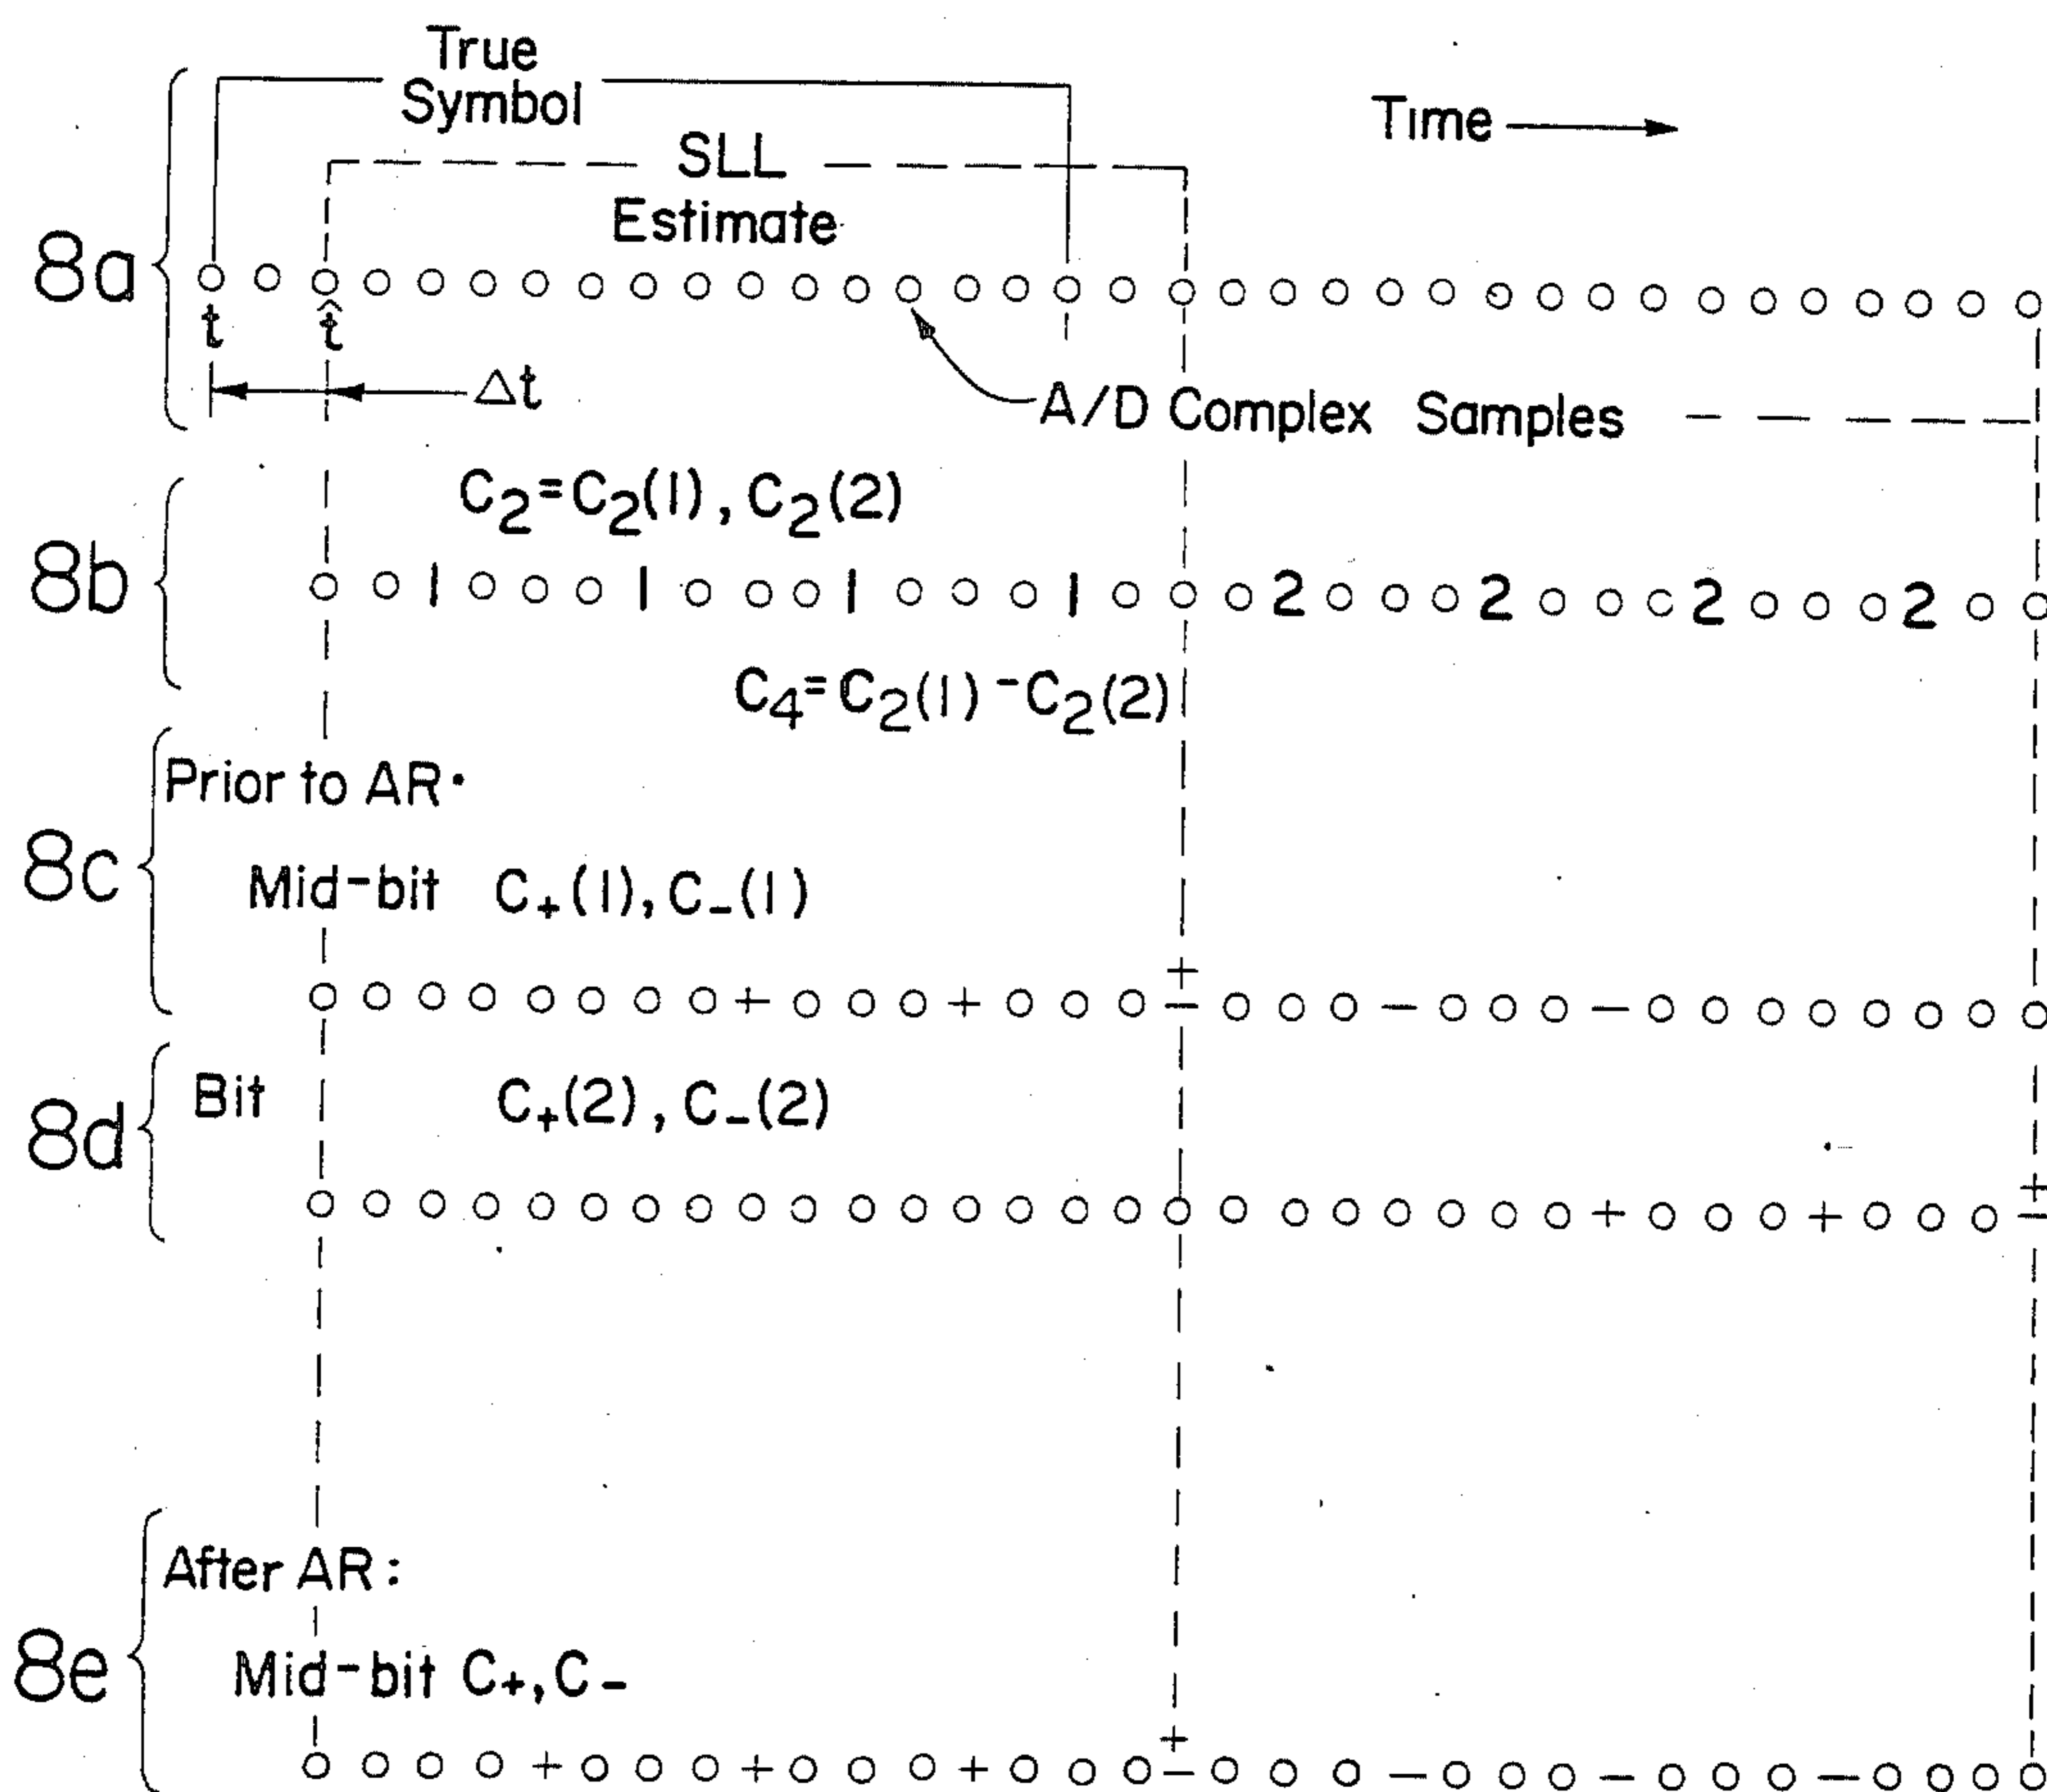 True
Symbol
Time
SLL
Estimate
8a
t
t̂
Δt
A/D Complex Samples
C2=C2(1), C2(2)
8b
o o 1 o o o 1 o o o 1 o o o 1 o o o 2 o o o 2 o o o 2 o o o 2 o o
C4=C2(1)-C2(2)
Prior to AR·
8c
Mid-bit C+(1), C-(1)
o o o o o o o o + o o o + o o o ± o o o - o o o - o o o o o o o o
Bit
C+(2), C-(2)
8d
o o o o o o o o o o o o o o o o o o o o o o o o + o o o + o o o ±
After AR:
8e
Mid-bit C+, C-
o o o o + o o o + o o o + o o o ± o o o - o o o - o o o - o o o o